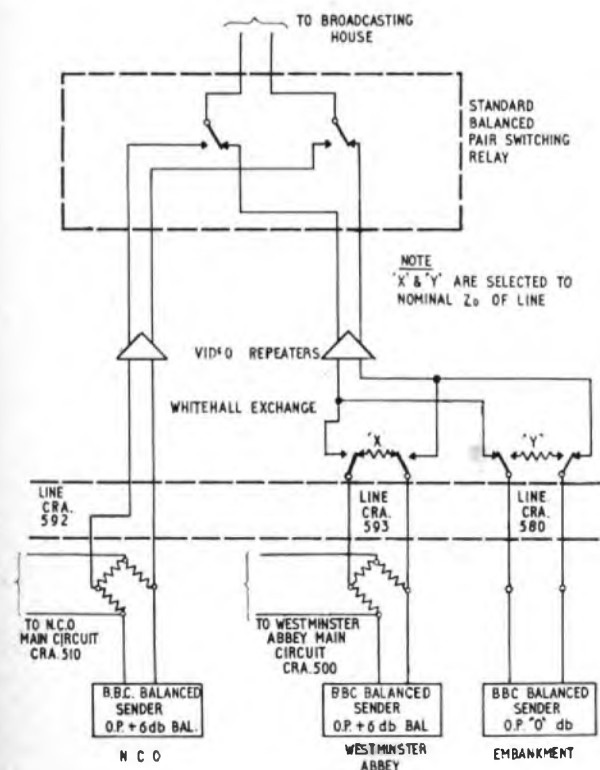 TO BROADCASTING
HOUSE
STANDARD
BALANCED
PAIR SWITCHING
RELAY
NOTE
'X' & 'Y' ARE SELECTED TO
NOMINAL Zo OF LINE
VIDEO REPEATERS
WHITEHALL EXCHANGE
'X'
'Y'
LINE
CRA.
592
LINE
CRA.
593
LINE
CRA.
580
TO N.C.O
MAIN CIRCUIT
CRA.510
TO WESTMINSTER
ABBEY MAIN
CIRCUIT
CRA.500
B.B.C. BALANCED
SENDER
O.P. +6db BAL.
BBC BALANCED
SENDER
O.P. +6 db BAL
BBC BALANCED
SENDER
O.P. "O" db
N C O
WESTMINSTER
ABBEY
EMBANKMENT